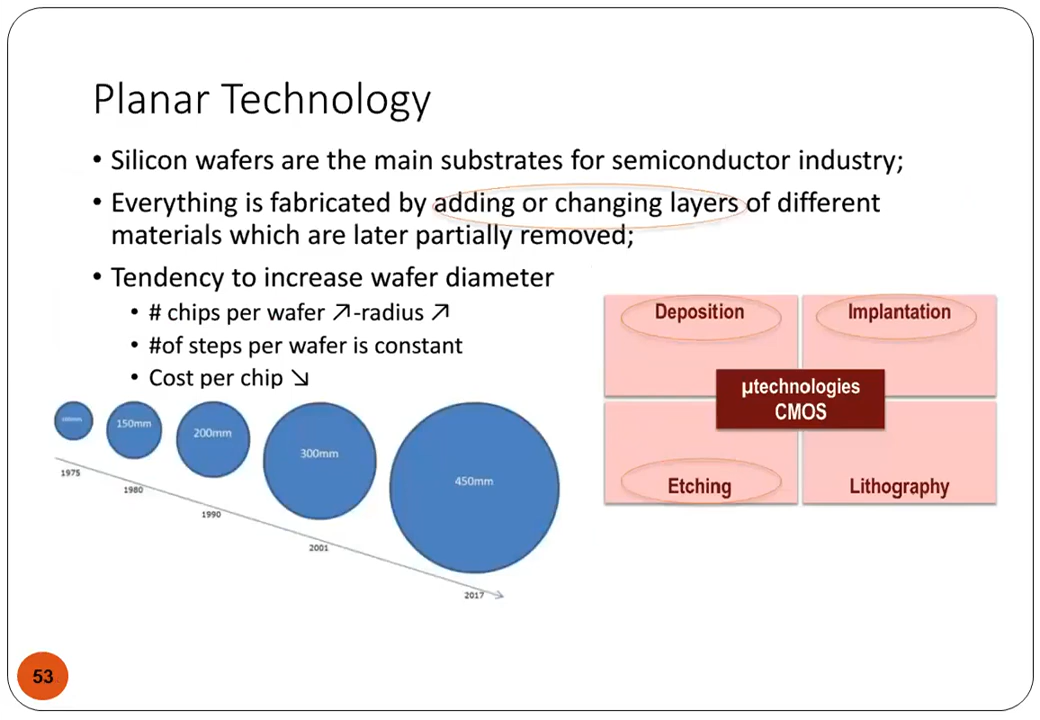 Planar Technology
• Silicon wafers are the main substrates for semiconductor industry;
• Everything is fabricated by adding or changing layers of different
materials which are later partially removed;
• Tendency to increase wafer diameter
• # chips per wafer ↗-radius ↗
• #of steps per wafer is constant
• Cost per chip ↘
Deposition
Implantation
µtechnologies
CMOS
Etching
Lithography
150mm
200mm
300mm
450mm
1975
1980
1990
2001
2017
53